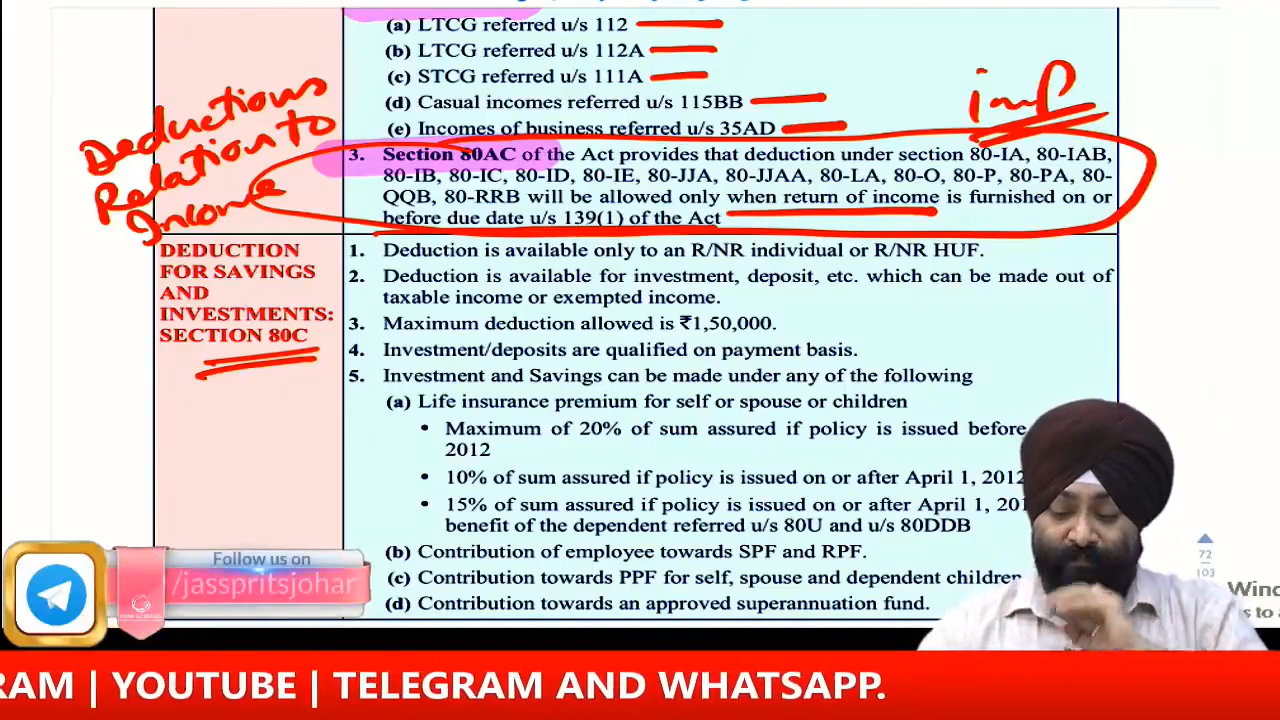 (a) LTCG referred u/s 112
(b) LTCG referred u/s 112A
(c) STCG referred u/s 111A
(d) Casual incomes referred u/s 115BB
(e) Incomes of business referred u/s 35AD
imp
Deductions
Relation to
Income
3. Section 80AC of the Act provides that deduction under section 80-IA, 80-IAB,
80-IB, 80-IC, 80-ID, 80-IE, 80-JJA, 80-JJAA, 80-LA, 80-O, 80-P, 80-PA, 80-
QQB, 80-RRB will be allowed only when return of income is furnished on or
before due date u/s 139(1) of the Act
DEDUCTION
FOR SAVINGS
AND
INVESTMENTS:
SECTION 80C
1. Deduction is available only to an R/NR individual or R/NR HUF.
2. Deduction is available for investment, deposit, etc. which can be made out of
taxable income or exempted income.
3. Maximum deduction allowed is ₹1,50,000.
4. Investment/deposits are qualified on payment basis.
5. Investment and Savings can be made under any of the following
(a) Life insurance premium for self or spouse or children
• Maximum of 20% of sum assured if policy is issued before
2012
• 10% of sum assured if policy is issued on or after April 1, 2012
• 15% of sum assured if policy is issued on or after April 1, 201
benefit of the dependent referred u/s 80U and u/s 80DDB
(b) Contribution of employee towards SPF and RPF.
(c) Contribution towards PPF for self, spouse and dependent children
(d) Contribution towards an approved superannuation fund.
Follow us on
/jasspritsjohar
72
103
Wind
s to a
RAM | YOUTUBE | TELEGRAM AND WHATSAPP.